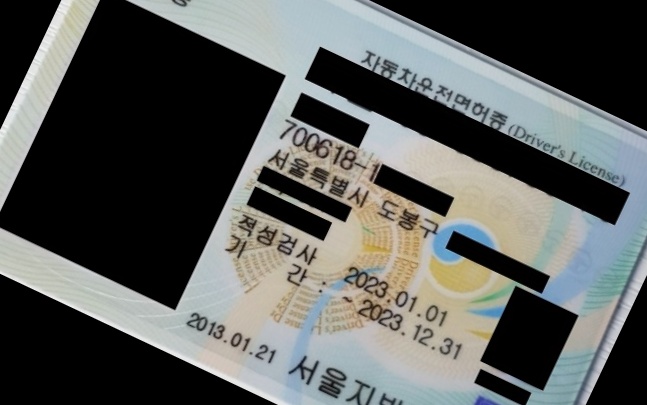 자동차운전면허증 (Driver's License)
700618-1
서울특별시 도봉구
적성검사 2023.01.01
기 간 : ~ 2023.12.31
2013.01.21 서울지방